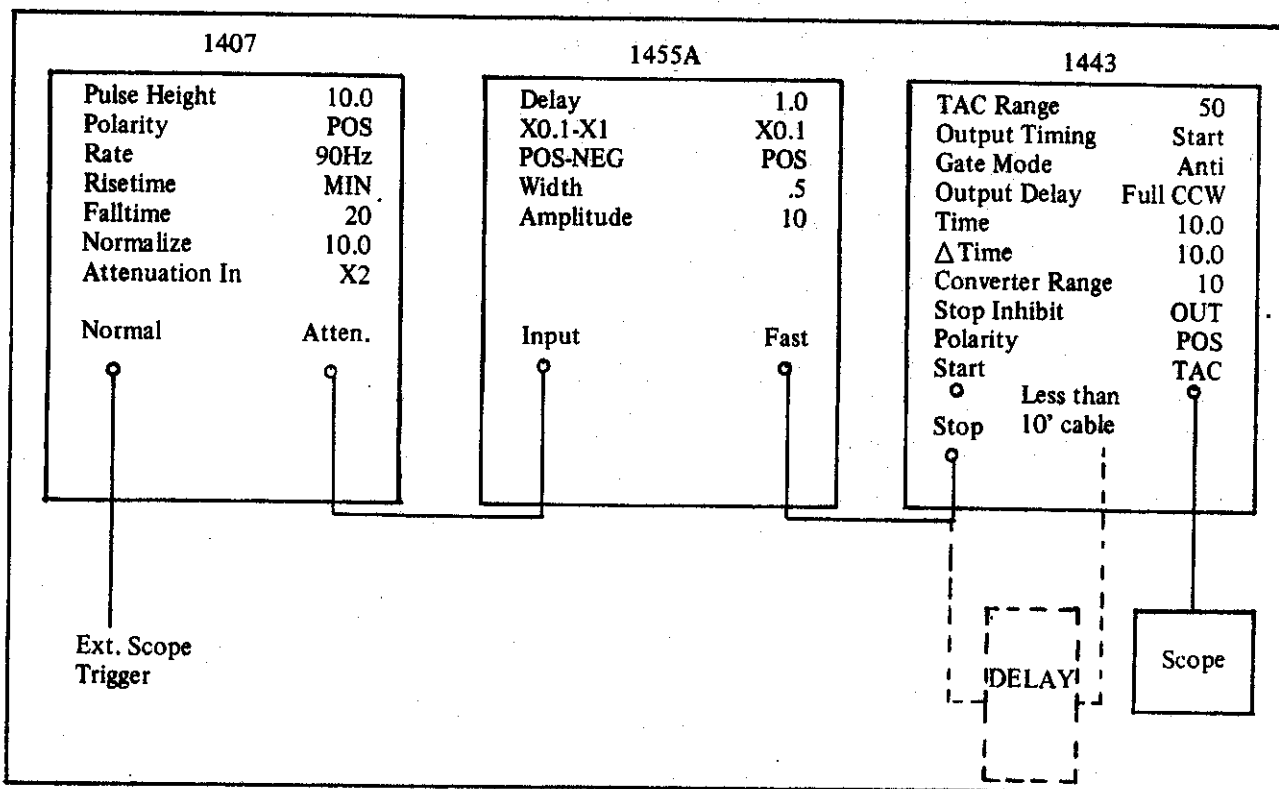 1407
Pulse Height 10.0
Polarity POS
Rate 90Hz
Risetime MIN
Falltime 20
Normalize 10.0
Attenuation In X2
Normal Atten.
Ext. Scope
Trigger
1455A
Delay 1.0
X0.1-X1 X0.1
POS-NEG POS
Width .5
Amplitude 10
Input Fast
1443
TAC Range 50
Output Timing Start
Gate Mode Anti
Output Delay Full CCW
Time 10.0
Δ Time 10.0
Converter Range 10
Stop Inhibit OUT
Polarity POS
Start TAC
Less than
10' cable
Stop
DELAY
Scope